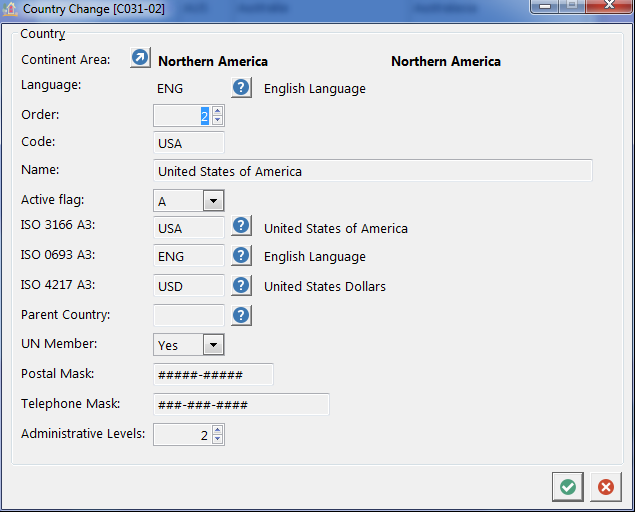 Country Change [C031-02]
Country
Continent Area: Northern America Northern America
Language: ENG ? English Language
Order: 2
Code: USA
Name: United States of America
Active flag: A
ISO 3166 A3: USA ? United States of America
ISO 0693 A3: ENG ? English Language
ISO 4217 A3: USD ? United States Dollars
Parent Country: ?
UN Member: Yes
Postal Mask: #####-#####
Telephone Mask: ###-###-####
Administrative Levels: 2